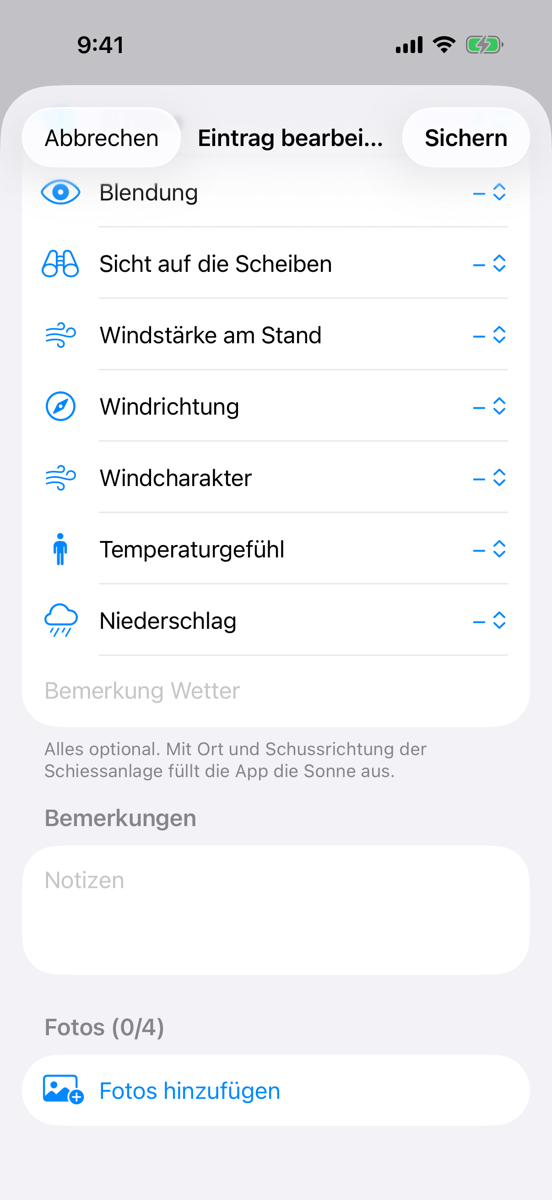 9:41
Abbrechen
Eintrag bearbei...
Sichern
Blendung –
Sicht auf die Scheiben –
Windstärke am Stand –
Windrichtung –
Windcharakter –
Temperaturgefühl –
Niederschlag –
Bemerkung Wetter
Alles optional. Mit Ort und Schussrichtung der
Schiessanlage füllt die App die Sonne aus.
Bemerkungen
Notizen
Fotos (0/4)
Fotos hinzufügen